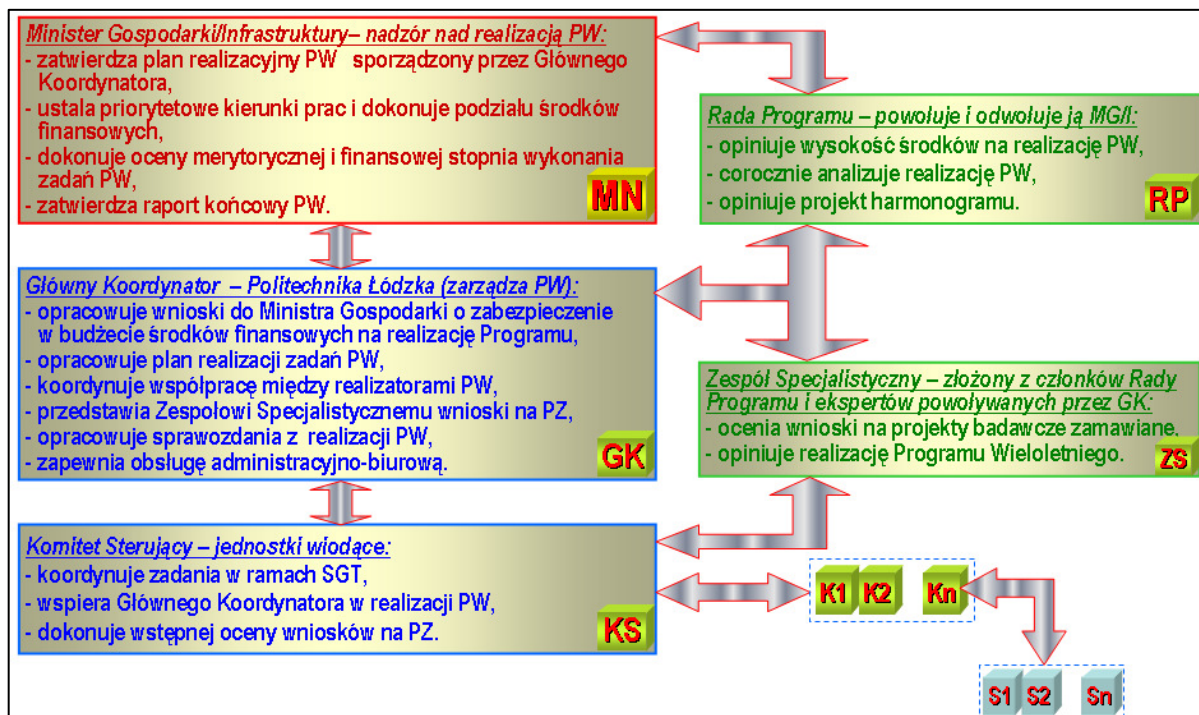 Minister Gospodarki/Infrastruktury– nadzór nad realizacją PW:
- zatwierdza plan realizacyjny PW sporządzony przez Głównego
Koordynatora,
- ustala priorytetowe kierunki prac i dokonuje podziału środków
finansowych,
- dokonuje oceny merytorycznej i finansowej stopnia wykonania
zadań PW,
- zatwierdza raport końcowy PW.
MN
Rada Programu – powołuje i odwołuje ją MG/I:
- opiniuje wysokość środków na realizację PW,
- corocznie analizuje realizację PW,
- opiniuje projekt harmonogramu.
RP
Główny Koordynator – Politechnika Łódzka (zarządza PW):
- opracowuje wnioski do Ministra Gospodarki o zabezpieczenie
w budżecie środków finansowych na realizację Programu,
- opracowuje plan realizacji zadań PW,
- koordynuje współpracę między realizatorami PW,
- przedstawia Zespołowi Specjalistycznemu wnioski na PZ,
- opracowuje sprawozdania z realizacji PW,
- zapewnia obsługę administracyjno-biurową.
GK
Zespół Specjalistyczny – złożony z członków Rady
Programu i ekspertów powoływanych przez GK:
- ocenia wnioski na projekty badawcze zamawiane,
- opiniuje realizację Programu Wieloletniego.
ZS
Komitet Sterujący – jednostki wiodące:
- koordynuje zadania w ramach SGT,
- wspiera Głównego Koordynatora w realizacji PW,
- dokonuje wstępnej oceny wniosków na PZ.
KS
K1 K2 Kn
S1 S2 Sn